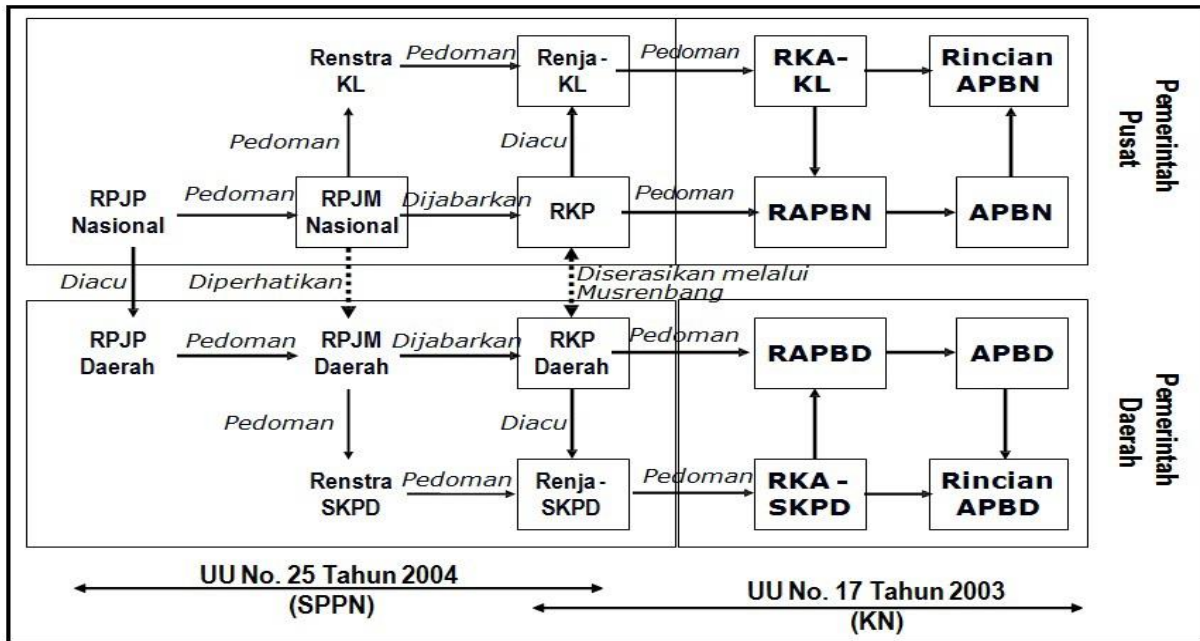 Renstra
KL
Pedoman
Renja -
KL
Pedoman
RKA-
KL
Rincian
APBN
Pedoman
Diacu
RPJP
Nasional
Pedoman
RPJM
Nasional
Dijabarkan
RKP
Pedoman
RAPBN
APBN
Pemerintah
Pusat
Diacu
Diperhatikan
Diserasikan melalui
Musrenbang
RPJP
Daerah
Pedoman
RPJM
Daerah
Dijabarkan
RKP
Daerah
Pedoman
RAPBD
APBD
Pedoman
Diacu
Renstra
SKPD
Pedoman
Renja -
SKPD
Pedoman
RKA -
SKPD
Rincian
APBD
Pemerintah
Daerah
UU No. 25 Tahun 2004
(SPPN)
UU No. 17 Tahun 2003
(KN)